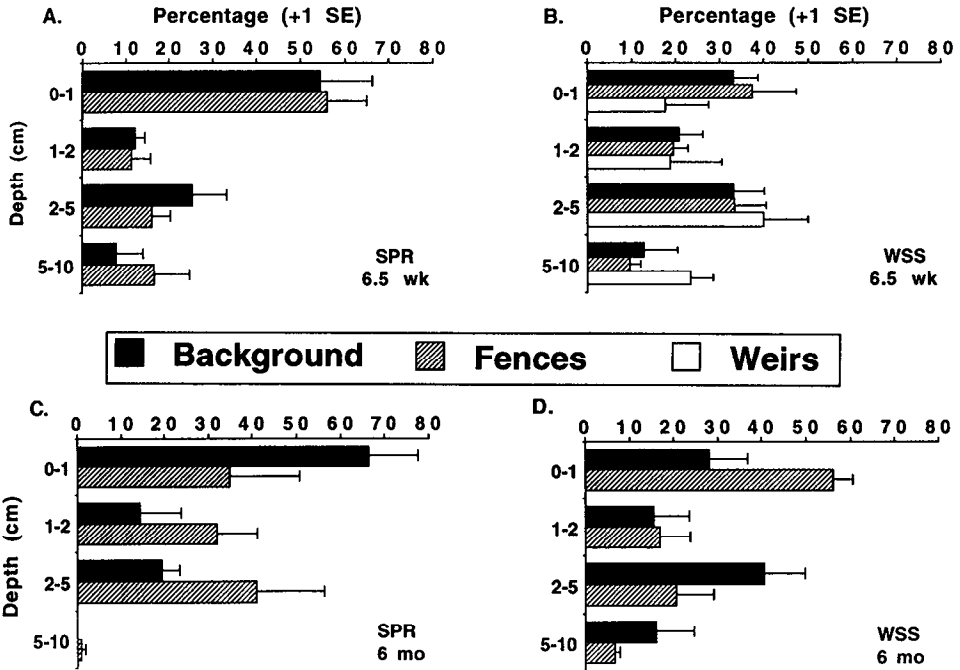 A. Percentage (+1 SE)
0 10 20 30 40 50 60 70 80
Depth (cm)
0-1
1-2
2-5
5-10
SPR
6.5 wk
B. Percentage (+1 SE)
0 10 20 30 40 50 60 70 80
0-1
1-2
2-5
5-10
WSS
6.5 wk
Background Fences Weirs
C.
0 10 20 30 40 50 60 70 80
Depth (cm)
0-1
1-2
2-5
5-10
SPR
6 mo
D.
0 10 20 30 40 50 60 70 80
0-1
1-2
2-5
5-10
WSS
6 mo